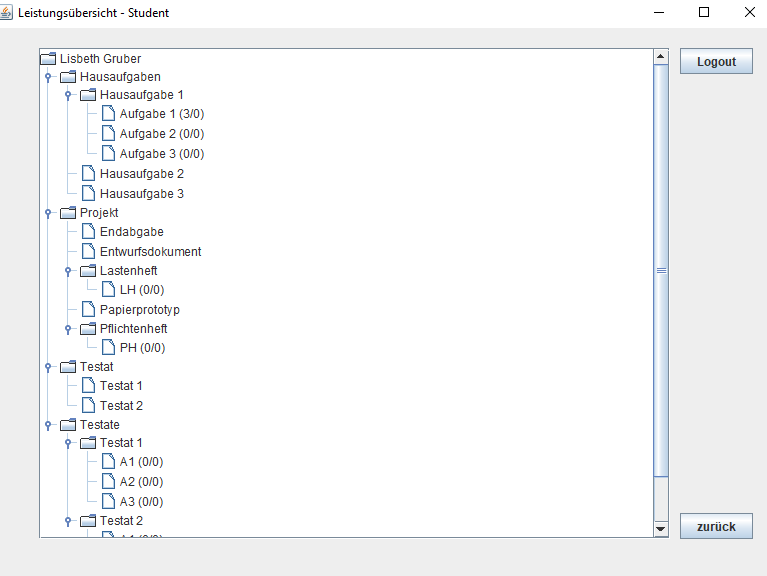 Leistungsübersicht - Student
Lisbeth Gruber
Logout
Hausaufgaben
Hausaufgabe 1
Aufgabe 1 (3/0)
Aufgabe 2 (0/0)
Aufgabe 3 (0/0)
Hausaufgabe 2
Hausaufgabe 3
Projekt
Endabgabe
Entwurfsdokument
Lastenheft
LH (0/0)
Papierprototyp
Pflichtenheft
PH (0/0)
Testat
Testat 1
Testat 2
Testate
Testat 1
A1 (0/0)
A2 (0/0)
A3 (0/0)
Testat 2
zurück